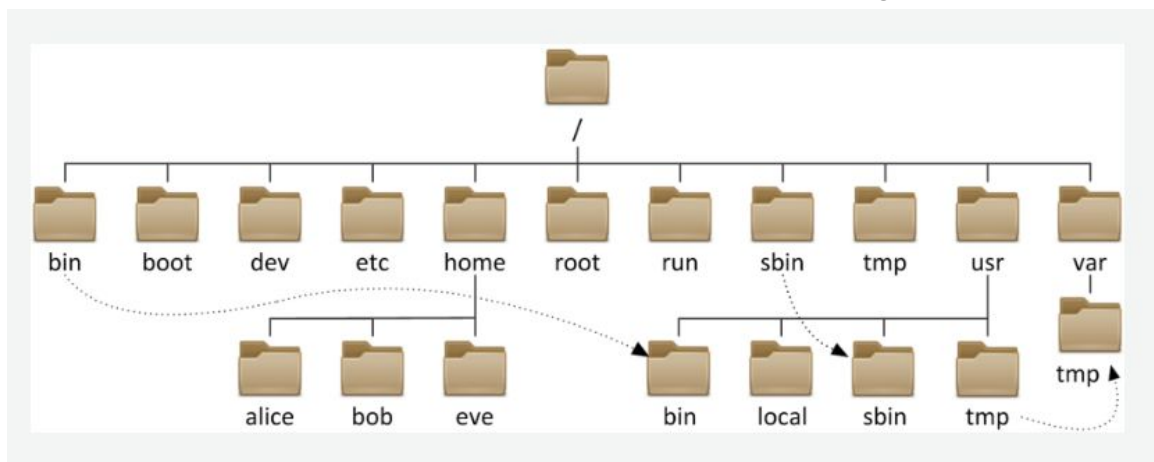 /
bin boot dev etc home root run sbin tmp usr var
tmp
alice bob eve bin local sbin tmp